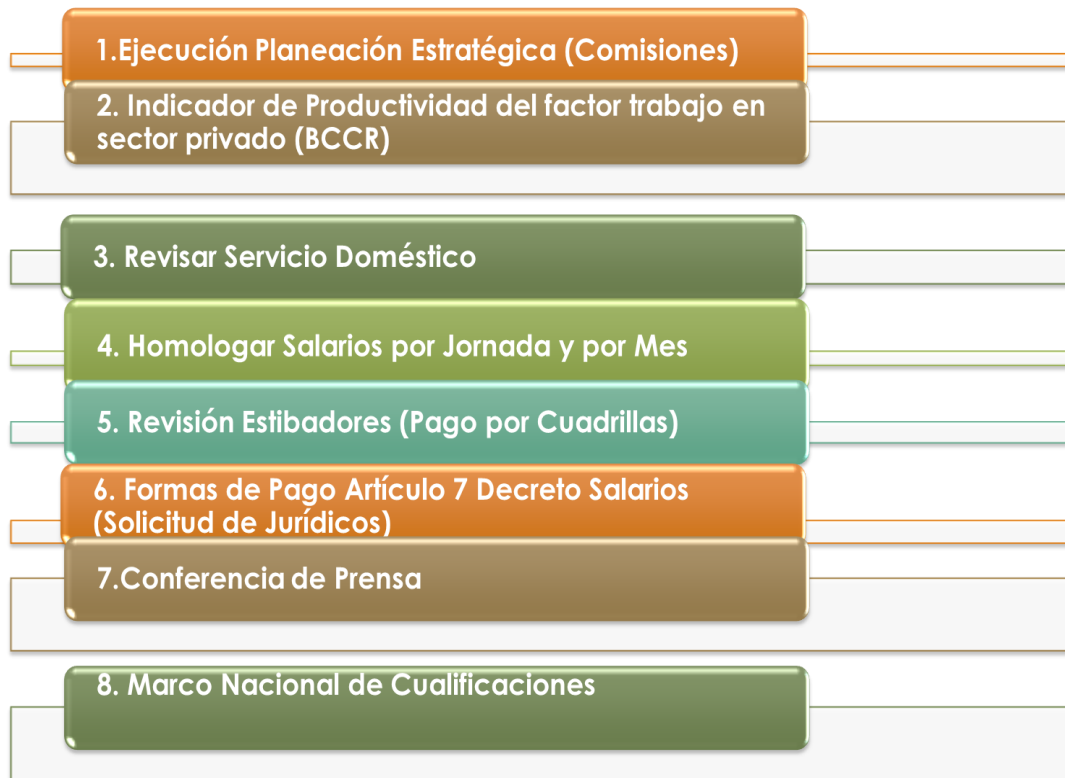 1.Ejecución Planeación Estratégica (Comisiones)
2. Indicador de Productividad del factor trabajo en
sector privado (BCCR)
3. Revisar Servicio Doméstico
4. Homologar Salarios por Jornada y por Mes
5. Revisión Estibadores (Pago por Cuadrillas)
6. Formas de Pago Artículo 7 Decreto Salarios
(Solicitud de Jurídicos)
7.Conferencia de Prensa
8. Marco Nacional de Cualificaciones